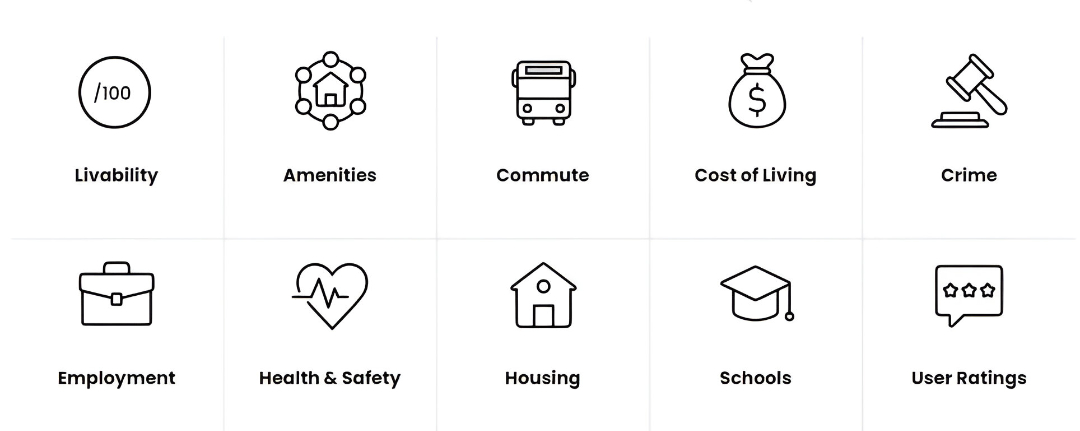 /100
Livability
Amenities
Commute
$
Cost of Living
Crime
Employment
Health & Safety
Housing
Schools
User Ratings